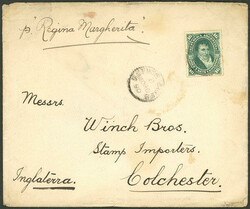 p. Regina Margherita.
Messrs.
Winch Bros.
Stamp Importers.
Colchester.
Inglaterra.